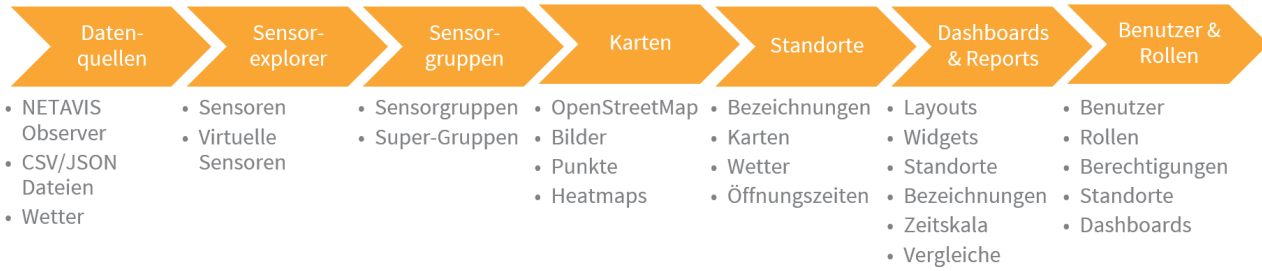 Daten-
quellen
Sensor-
explorer
Sensor-
gruppen
Karten
Standorte
Dashboards
& Reports
Benutzer &
Rollen
• NETAVIS
Observer
• CSV/JSON
Dateien
• Wetter
• Sensoren
• Virtuelle
Sensoren
• Sensorgruppen
• Super-Gruppen
• OpenStreetMap
• Bilder
• Punkte
• Heatmaps
• Bezeichnungen
• Karten
• Wetter
• Öffnungszeiten
• Layouts
• Widgets
• Standorte
• Bezeichnungen
• Zeitskala
• Vergleiche
• Benutzer
• Rollen
• Berechtigungen
• Standorte
• Dashboards